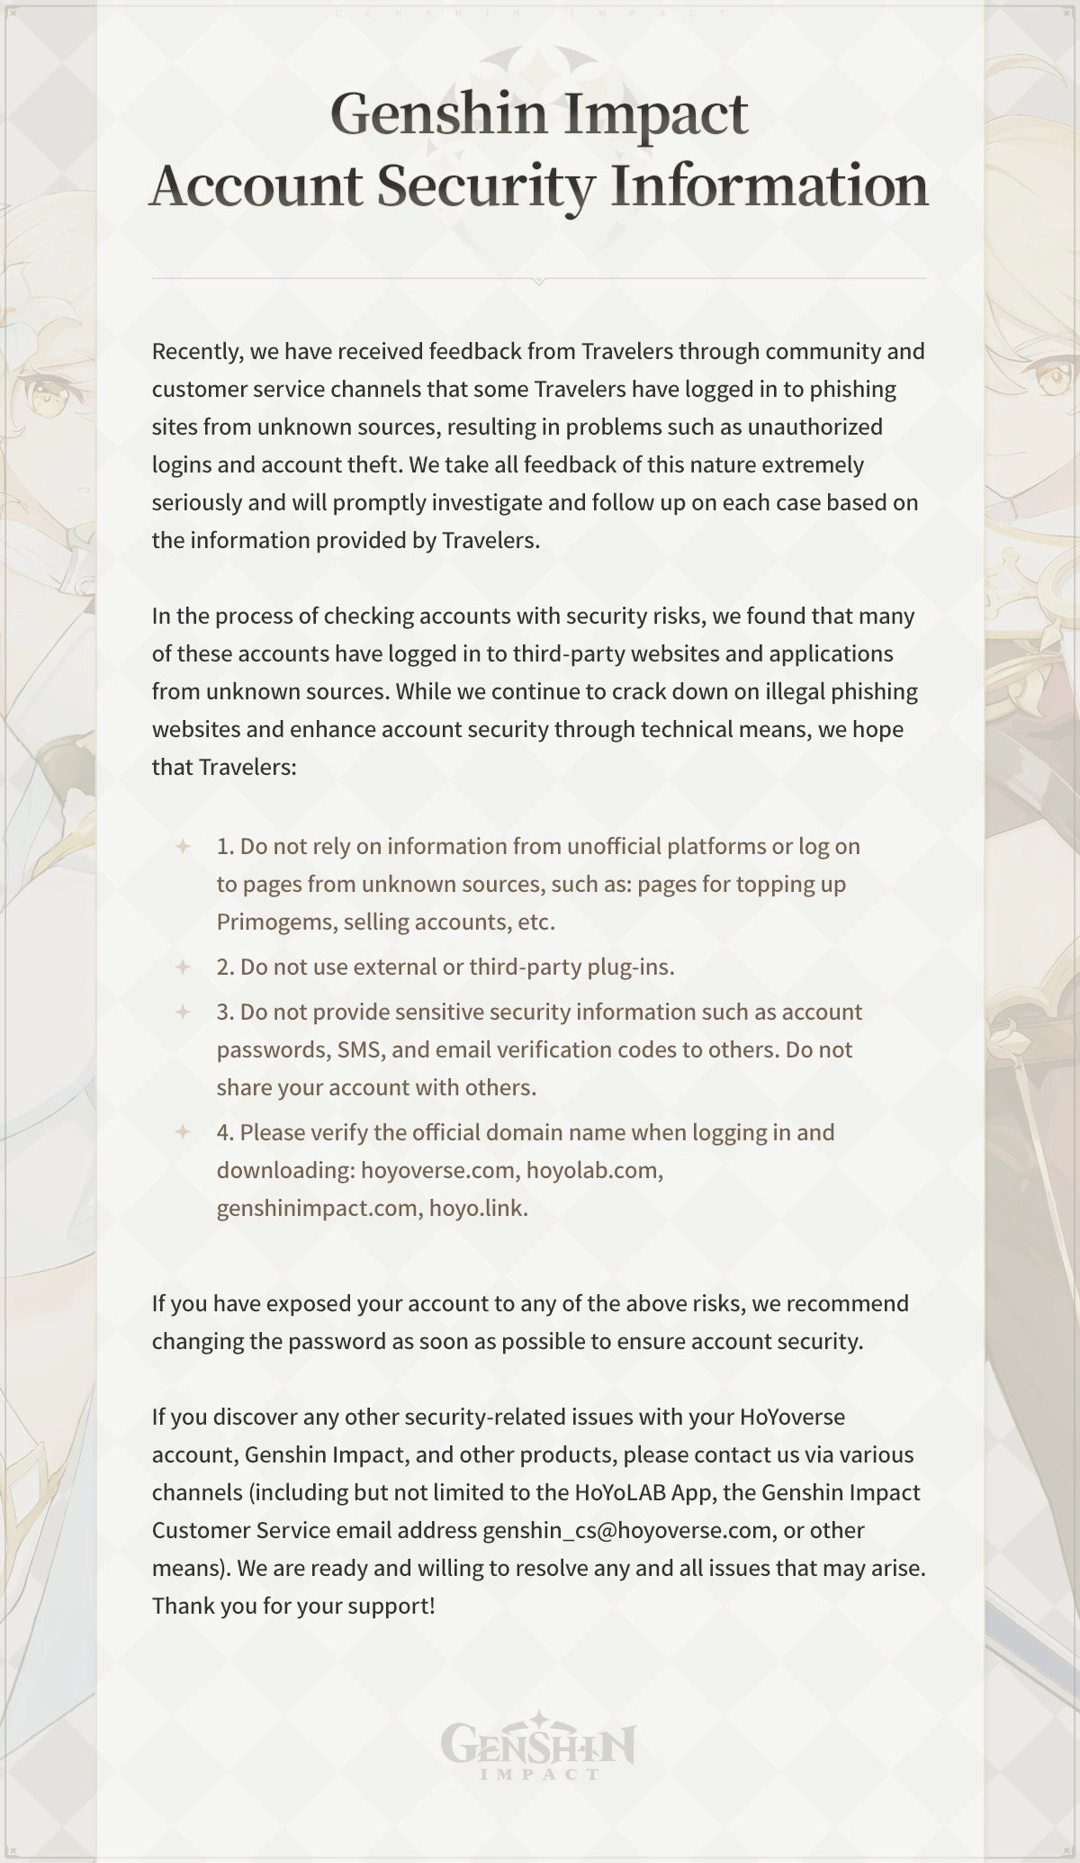 GENSHIN IMPACT
Genshin Impact
Account Security Information
Recently, we have received feedback from Travelers through community and
customer service channels that some Travelers have logged in to phishing
sites from unknown sources, resulting in problems such as unauthorized
logins and account theft. We take all feedback of this nature extremely
seriously and will promptly investigate and follow up on each case based on
the information provided by Travelers.
In the process of checking accounts with security risks, we found that many
of these accounts have logged in to third-party websites and applications
from unknown sources. While we continue to crack down on illegal phishing
websites and enhance account security through technical means, we hope
that Travelers:
1. Do not rely on information from unofficial platforms or log on
to pages from unknown sources, such as: pages for topping up
Primogems, selling accounts, etc.
2. Do not use external or third-party plug-ins.
3. Do not provide sensitive security information such as account
passwords, SMS, and email verification codes to others. Do not
share your account with others.
4. Please verify the official domain name when logging in and
downloading: hoyoverse.com, hoyolab.com,
genshinimpact.com, hoyo.link.
If you have exposed your account to any of the above risks, we recommend
changing the password as soon as possible to ensure account security.
If you discover any other security-related issues with your HoYoverse
account, Genshin Impact, and other products, please contact us via various
channels (including but not limited to the HoYoLAB App, the Genshin Impact
Customer Service email address genshin_cs@hoyoverse.com, or other
means). We are ready and willing to resolve any and all issues that may arise.
Thank you for your support!
GENSHIN
IMPACT